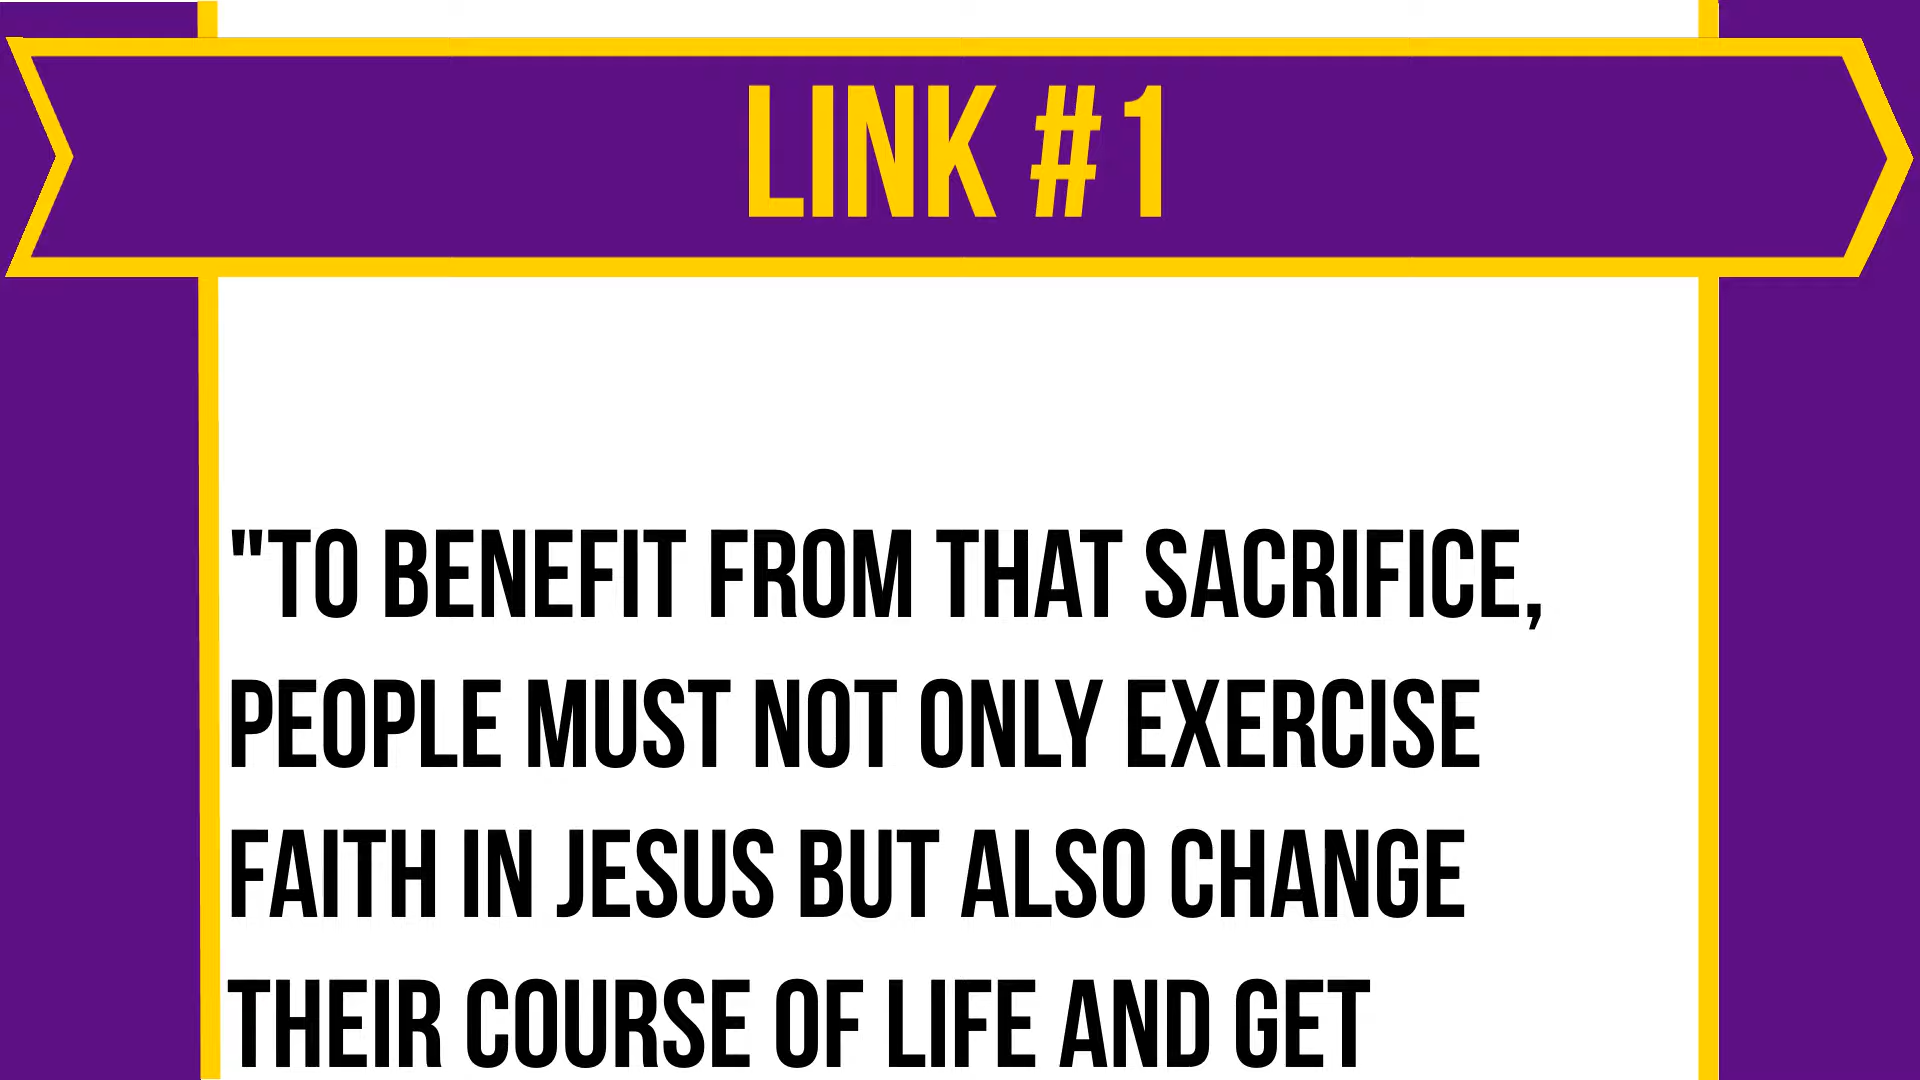 LINK #1
"TO BENEFIT FROM THAT SACRIFICE,
PEOPLE MUST NOT ONLY EXERCISE
FAITH IN JESUS BUT ALSO CHANGE
THEIR COURSE OF LIFE AND GET